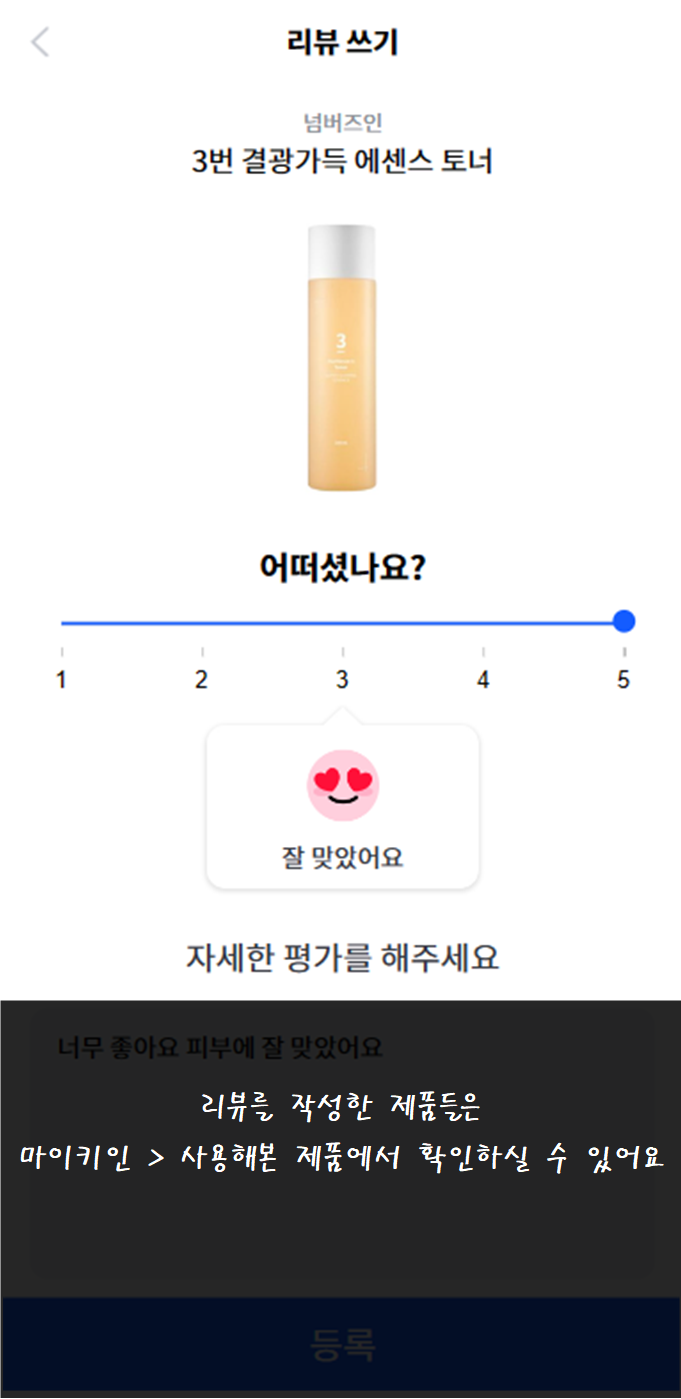 리뷰 쓰기
넘버즈인
3번 결광가득 에센스 토너
3
어떠셨나요?
1 2 3 4 5
잘 맞았어요
자세한 평가를 해주세요
너무 좋아요 피부에 잘 맞았어요
리뷰를 작성한 제품들은
마이키인 > 사용해본 제품에서 확인하실 수 있어요
등록